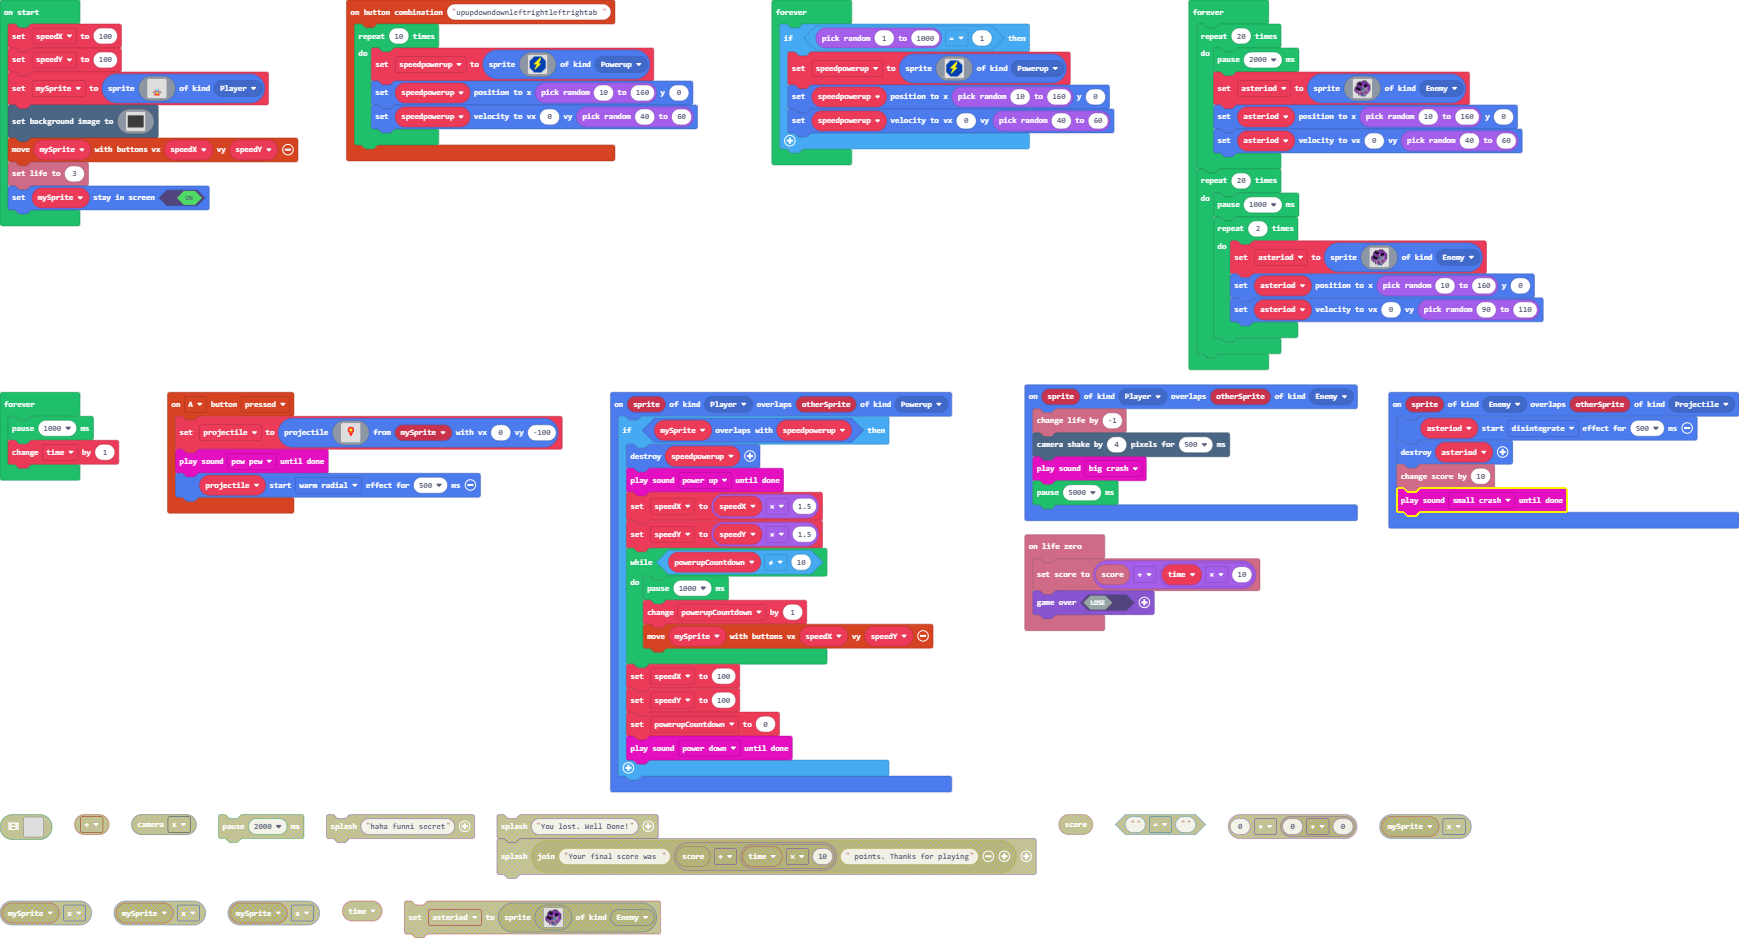 on start
set speedX to 100
set speedY to 100
set mySprite to sprite of kind Player
set background image to
move mySprite with buttons vx speedX vy speedY
set life to 3
set mySprite stay in screen ON
on button combination "upupdowndownleftrightleftrightab "
repeat 10 times
do
set speedpowerup to sprite of kind Powerup
set speedpowerup position to x pick random 10 to 160 y 0
set speedpowerup velocity to vx 0 vy pick random 40 to 60
forever
if pick random 1 to 1000 = 1 then
set speedpowerup to sprite of kind Powerup
set speedpowerup position to x pick random 10 to 160 y 0
set speedpowerup velocity to vx 0 vy pick random 40 to 60
forever
repeat 20 times
do
pause 2000 ms
set asteriod to sprite of kind Enemy
set asteriod position to x pick random 10 to 160 y 0
set asteriod velocity to vx 0 vy pick random 40 to 60
repeat 20 times
do
pause 1000 ms
repeat 2 times
do
set asteriod to sprite of kind Enemy
set asteriod position to x pick random 10 to 160 y 0
set asteriod velocity to vx 0 vy pick random 90 to 110
forever
pause 1000 ms
change time by 1
on A button pressed
set projectile to projectile from mySprite with vx 0 vy -100
play sound pew pew until done
projectile start warm radial effect for 500 ms
on sprite of kind Player overlaps otherSprite of kind Powerup
if mySprite overlaps with speedpowerup then
destroy speedpowerup
play sound power up until done
set speedX to speedX × 1.5
set speedY to speedY × 1.5
while powerupCountdown ≠ 10
do
pause 1000 ms
change powerupCountdown by 1
move mySprite with buttons vx speedX vy speedY
set speedX to 100
set speedY to 100
set powerupCountdown to 0
play sound power down until done
on sprite of kind Player overlaps otherSprite of kind Enemy
change life by -1
camera shake by 4 pixels for 500 ms
play sound big crash
pause 5000 ms
on life zero
set score to score + time × 10
game over LOSE
on sprite of kind Enemy overlaps otherSprite of kind Projectile
asteriod start disintegrate effect for 500 ms
destroy asteriod
change score by 10
play sound small crash until done
camera x
pause 2000 ms
splash "haha funni secret"
splash "You lost. Well Done!"
splash join "Your final score was " score + time × 10 " points. Thanks for playing"
score
"" = ""
0 + 0 + 0
mySprite x
mySprite x
mySprite x
mySprite x
time
set asteriod to sprite of kind Enemy